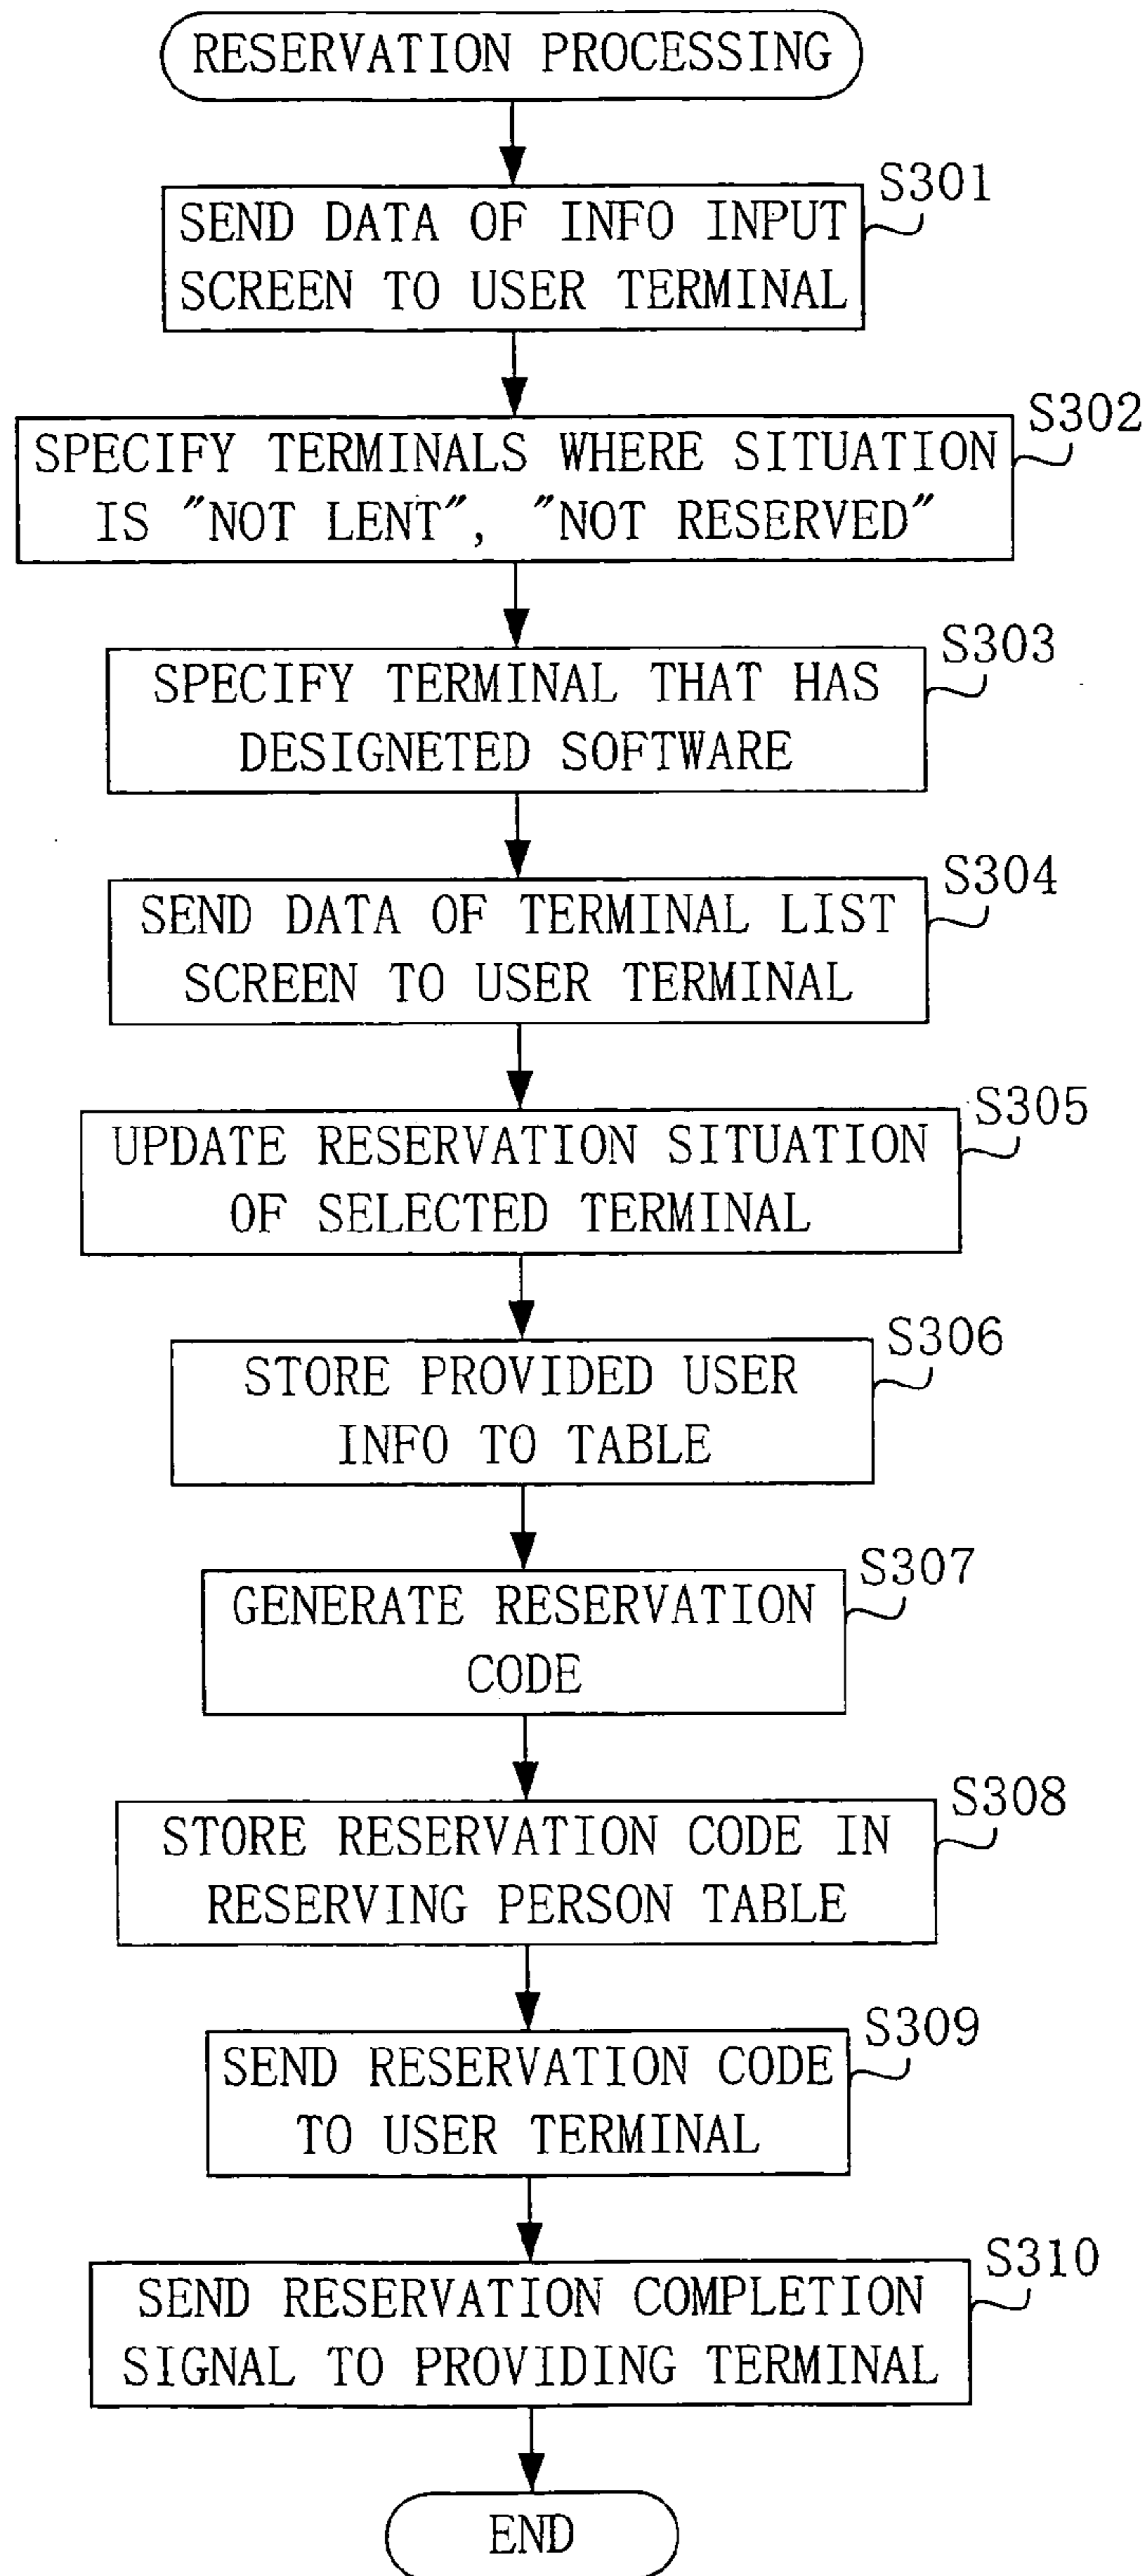 RESERVATION PROCESSING
S301
SEND DATA OF INFO INPUT
SCREEN TO USER TERMINAL
S302
SPECIFY TERMINALS WHERE SITUATION
IS "NOT LENT", "NOT RESERVED"
S303
SPECIFY TERMINAL THAT HAS
DESIGNETED SOFTWARE
S304
SEND DATA OF TERMINAL LIST
SCREEN TO USER TERMINAL
S305
UPDATE RESERVATION SITUATION
OF SELECTED TERMINAL
S306
STORE PROVIDED USER
INFO TO TABLE
S307
GENERATE RESERVATION
CODE
S308
STORE RESERVATION CODE IN
RESERVING PERSON TABLE
S309
SEND RESERVATION CODE
TO USER TERMINAL
S310
SEND RESERVATION COMPLETION
SIGNAL TO PROVIDING TERMINAL
END